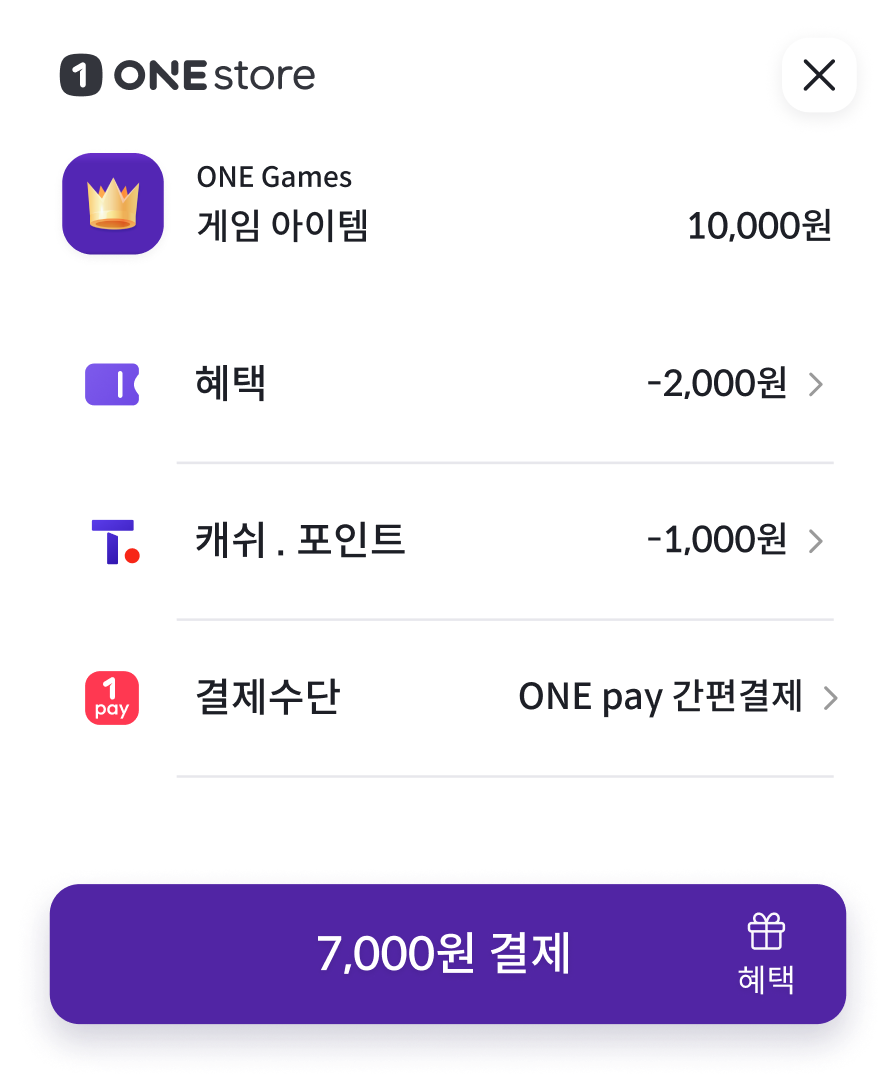 1 ONE store
ONE Games
게임 아이템 10,000원
혜택 -2,000원
T. 캐쉬 . 포인트 -1,000원
1 pay 결제수단 ONE pay 간편결제
7,000원 결제
혜택